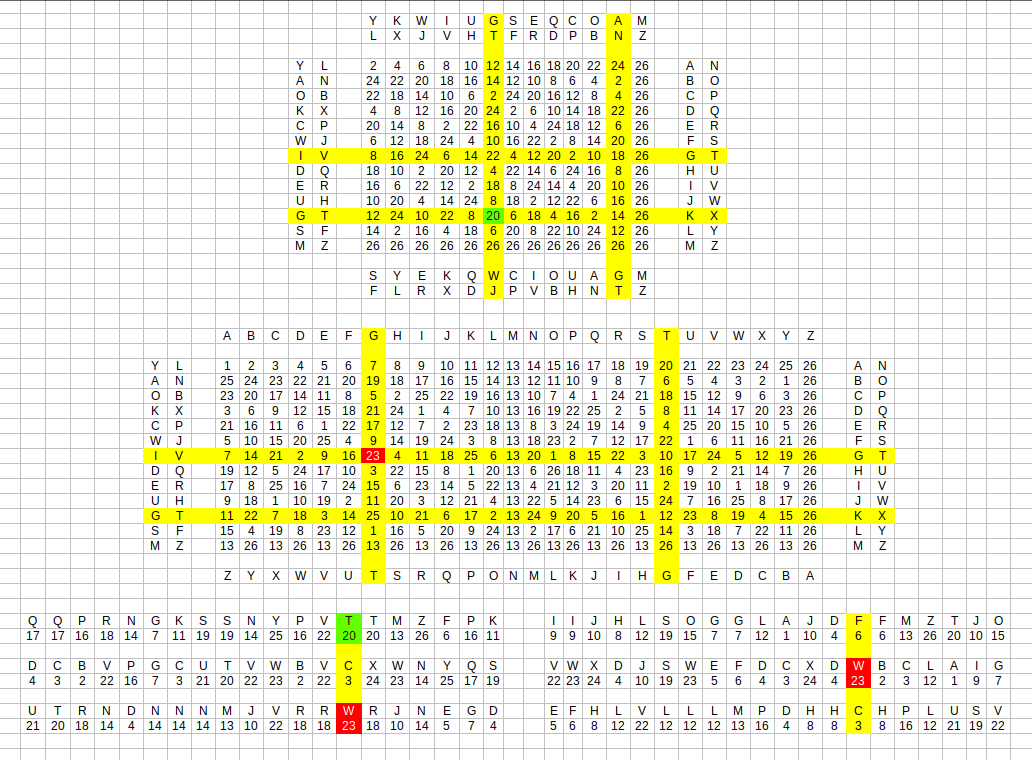 Y K W I U G S E Q C O A M
L X J V H T F R D P B N Z
Y L 2 4 6 8 10 12 14 16 18 20 22 24 26 A N
A N 24 22 20 18 16 14 12 10 8 6 4 2 26 B O
O B 22 18 14 10 6 2 24 20 16 12 8 4 26 C P
K X 4 8 12 16 20 24 2 6 10 14 18 22 26 D Q
C P 20 14 8 2 22 16 10 4 24 18 12 6 26 E R
W J 6 12 18 24 4 10 16 22 2 8 14 20 26 F S
I V 8 16 24 6 14 22 4 12 20 2 10 18 26 G T
D Q 18 10 2 20 12 4 22 14 6 24 16 8 26 H U
E R 16 6 22 12 2 18 8 24 14 4 20 10 26 I V
U H 10 20 4 14 24 8 18 2 12 22 6 16 26 J W
G T 12 24 10 22 8 20 6 18 4 16 2 14 26 K X
S F 14 2 16 4 18 6 20 8 22 10 24 12 26 L Y
M Z 26 26 26 26 26 26 26 26 26 26 26 26 26 M Z
S Y E K Q W C I O U A G M
F L R X D J P V B H N T Z
A B C D E F G H I J K L M N O P Q R S T U V W X Y Z
Y L 1 2 3 4 5 6 7 8 9 10 11 12 13 14 15 16 17 18 19 20 21 22 23 24 25 26 A N
A N 25 24 23 22 21 20 19 18 17 16 15 14 13 12 11 10 9 8 7 6 5 4 3 2 1 26 B O
O B 23 20 17 14 11 8 5 2 25 22 19 16 13 10 7 4 1 24 21 18 15 12 9 6 3 26 C P
K X 3 6 9 12 15 18 21 24 1 4 7 10 13 16 19 22 25 2 5 8 11 14 17 20 23 26 D Q
C P 21 16 11 6 1 22 17 12 7 2 23 18 13 8 3 24 19 14 9 4 25 20 15 10 5 26 E R
W J 5 10 15 20 25 4 9 14 19 24 3 8 13 18 23 2 7 12 17 22 1 6 11 16 21 26 F S
I V 7 14 21 2 9 16 23 4 11 18 25 6 13 20 1 8 15 22 3 10 17 24 5 12 19 26 G T
D Q 19 12 5 24 17 10 3 22 15 8 1 20 13 6 26 18 11 4 23 16 9 2 21 14 7 26 H U
E R 17 8 25 16 7 24 15 6 23 14 5 22 13 4 21 12 3 20 11 2 19 10 1 18 9 26 I V
U H 9 18 1 10 19 2 11 20 3 12 21 4 13 22 5 14 23 6 15 24 7 16 25 8 17 26 J W
G T 11 22 7 18 3 14 25 10 21 6 17 2 13 24 9 20 5 16 1 12 23 8 19 4 15 26 K X
S F 15 4 19 8 23 12 1 16 5 20 9 24 13 2 17 6 21 10 25 14 3 18 7 22 11 26 L Y
M Z 13 26 13 26 13 26 13 26 13 26 13 26 13 26 13 26 13 26 13 26 13 26 13 26 13 26 M Z
Z Y X W V U T S R Q P O N M L K J I H G F E D C B A
Q Q P R N G K S S N Y P V T T M Z F P K I I J H L S O G G L A J D F F M Z T J O
17 17 16 18 14 7 11 19 19 14 25 16 22 20 20 13 26 6 16 11 9 9 10 8 12 19 15 7 7 12 1 10 4 6 6 13 26 20 10 15
D C B V P G C U T V W B V C X W N Y Q S V W X D J S W E F D C X D W B C L A I G
4 3 2 22 16 7 3 21 20 22 23 2 22 3 24 23 14 25 17 19 22 23 24 4 10 19 23 5 6 4 3 24 4 23 2 3 12 1 9 7
U T R N D N N N M J V R R W R J N E G D E F H L V L L L M P D H H C H P L U S V
21 20 18 14 4 14 14 14 13 10 22 18 18 23 18 10 14 5 7 4 5 6 8 12 22 12 12 12 13 16 4 8 8 3 8 16 12 21 19 22